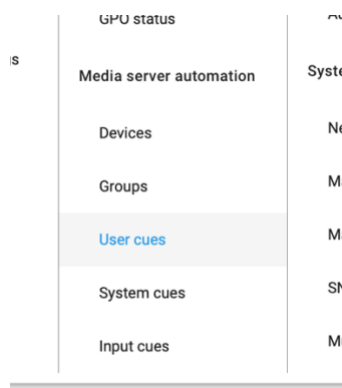 GPO status
Media server automation
Devices
Groups
User cues
System cues
Input cues